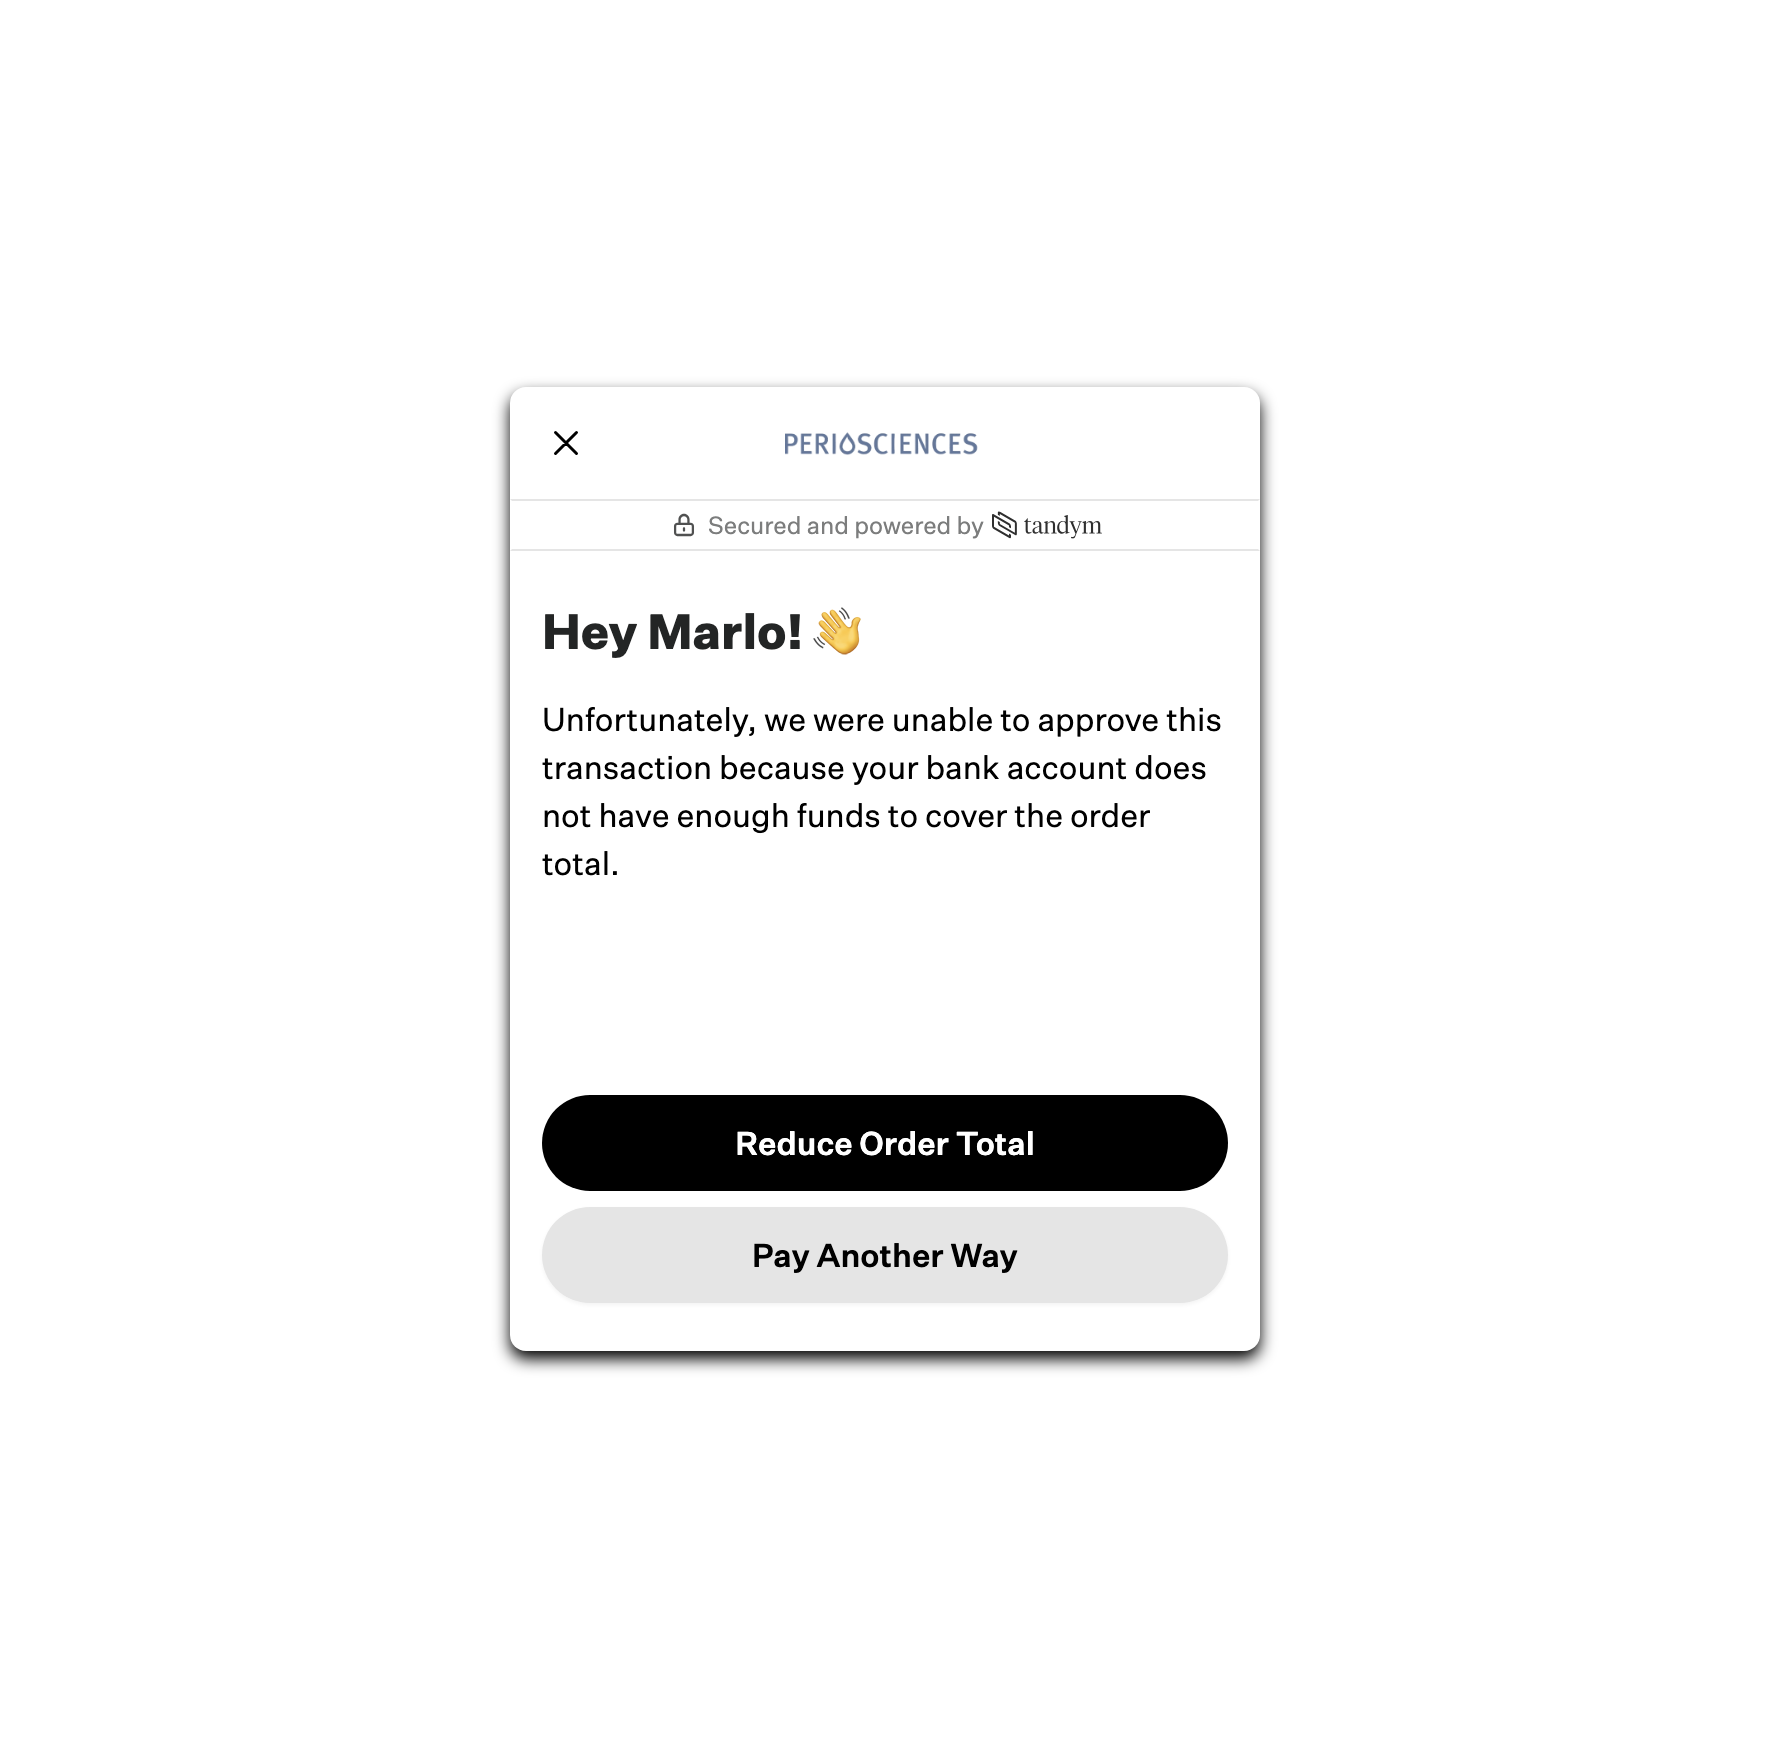 PERIOSCIENCES
Secured and powered by tandym
Hey Marlo! 👋
Unfortunately, we were unable to approve this
transaction because your bank account does
not have enough funds to cover the order
total.
Reduce Order Total
Pay Another Way